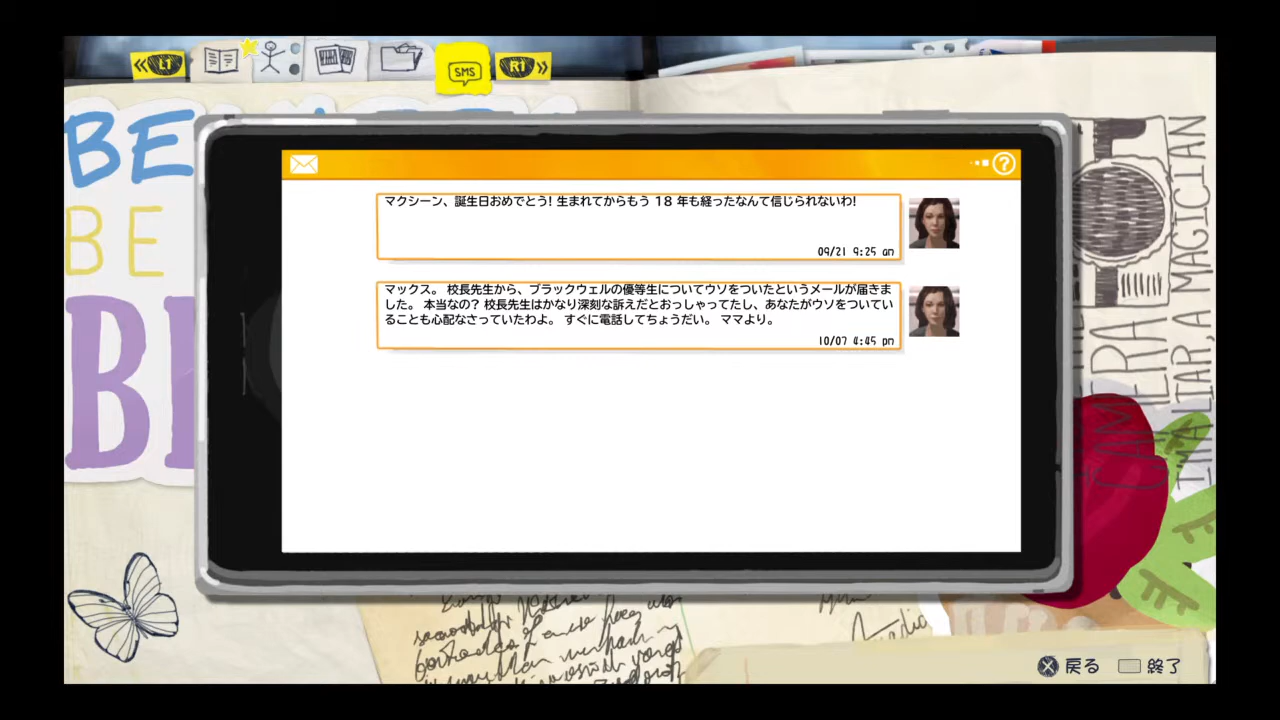 L1
SMS
R1
BE
BE
マクシーン、誕生日おめでとう! 生まれてからもう 18 年も経ったなんて信じられないわ!
09/21 9:25 am
マックス。 校長先生から、ブラックウェルの優等生についてウソをついたというメールが届きま
した。 本当なの? 校長先生はかなり深刻な訴えだとおっしゃってたし、あなたがウソをついてい
ることも心配なさっていたわよ。 すぐに電話してちょうだい。 ママより。
10/07 4:45 pm
CAMERA
FAMILIAR, A MAGICIAN
戻る
終了